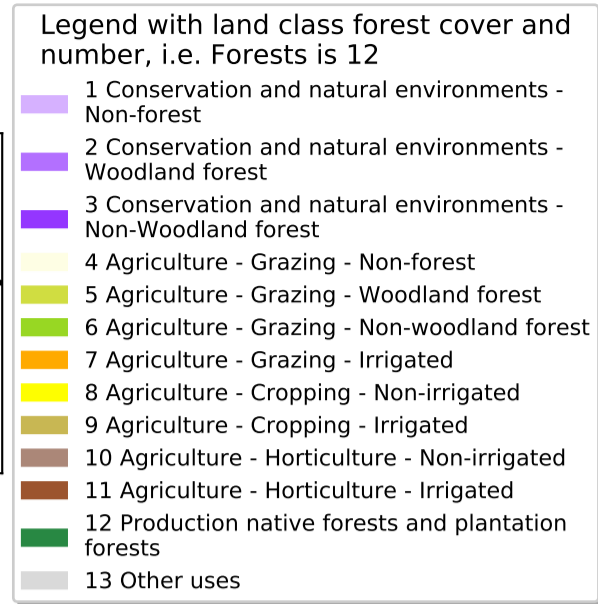 Legend with land class forest cover and
number, i.e. Forests is 12
1 Conservation and natural environments -
Non-forest
2 Conservation and natural environments -
Woodland forest
3 Conservation and natural environments -
Non-Woodland forest
4 Agriculture - Grazing - Non-forest
5 Agriculture - Grazing - Woodland forest
6 Agriculture - Grazing - Non-woodland forest
7 Agriculture - Grazing - Irrigated
8 Agriculture - Cropping - Non-irrigated
9 Agriculture - Cropping - Irrigated
10 Agriculture - Horticulture - Non-irrigated
11 Agriculture - Horticulture - Irrigated
12 Production native forests and plantation
forests
13 Other uses